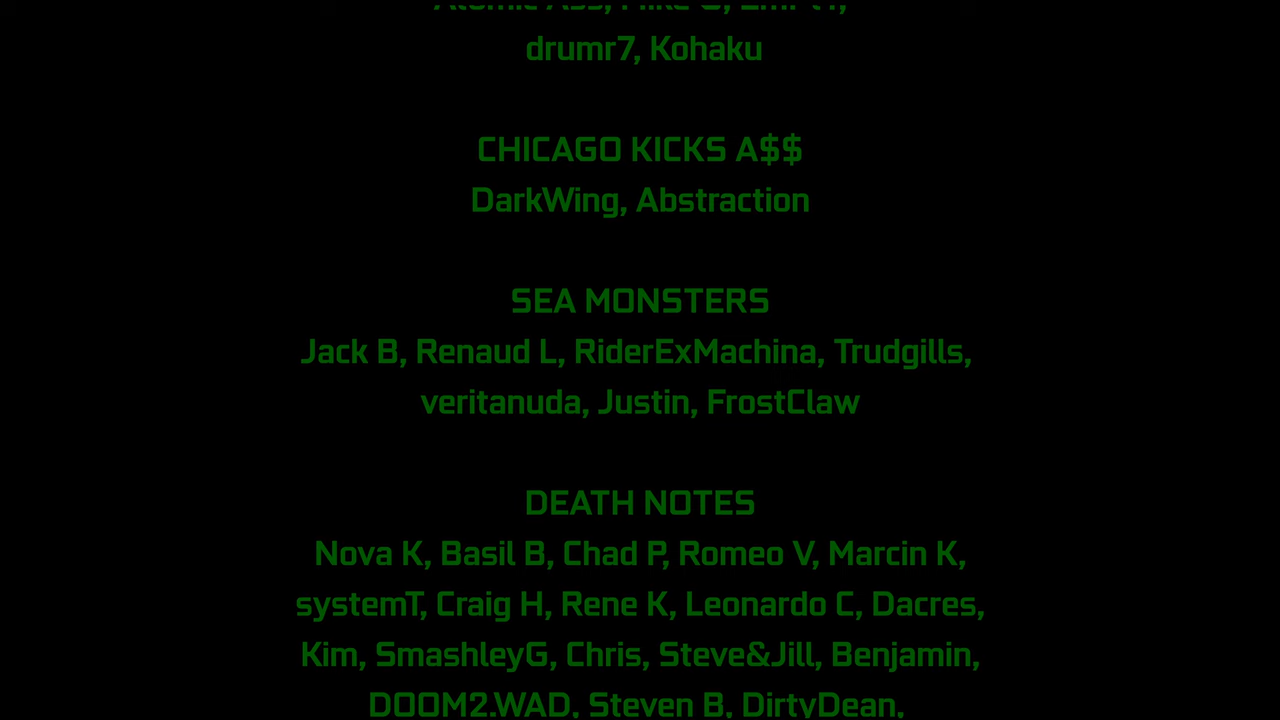 drumr7, Kohaku
CHICAGO KICKS A$$
DarkWing, Abstraction
SEA MONSTERS
Jack B, Renaud L, RiderExMachina, Trudgills,
veritanuda, Justin, FrostClaw
DEATH NOTES
Nova K, Basil B, Chad P, Romeo V, Marcin K,
systemT, Craig H, Rene K, Leonardo C, Dacres,
Kim, SmashleyG, Chris, Steve&Jill, Benjamin,
DOOM2.WAD, Steven B, DirtyDean,